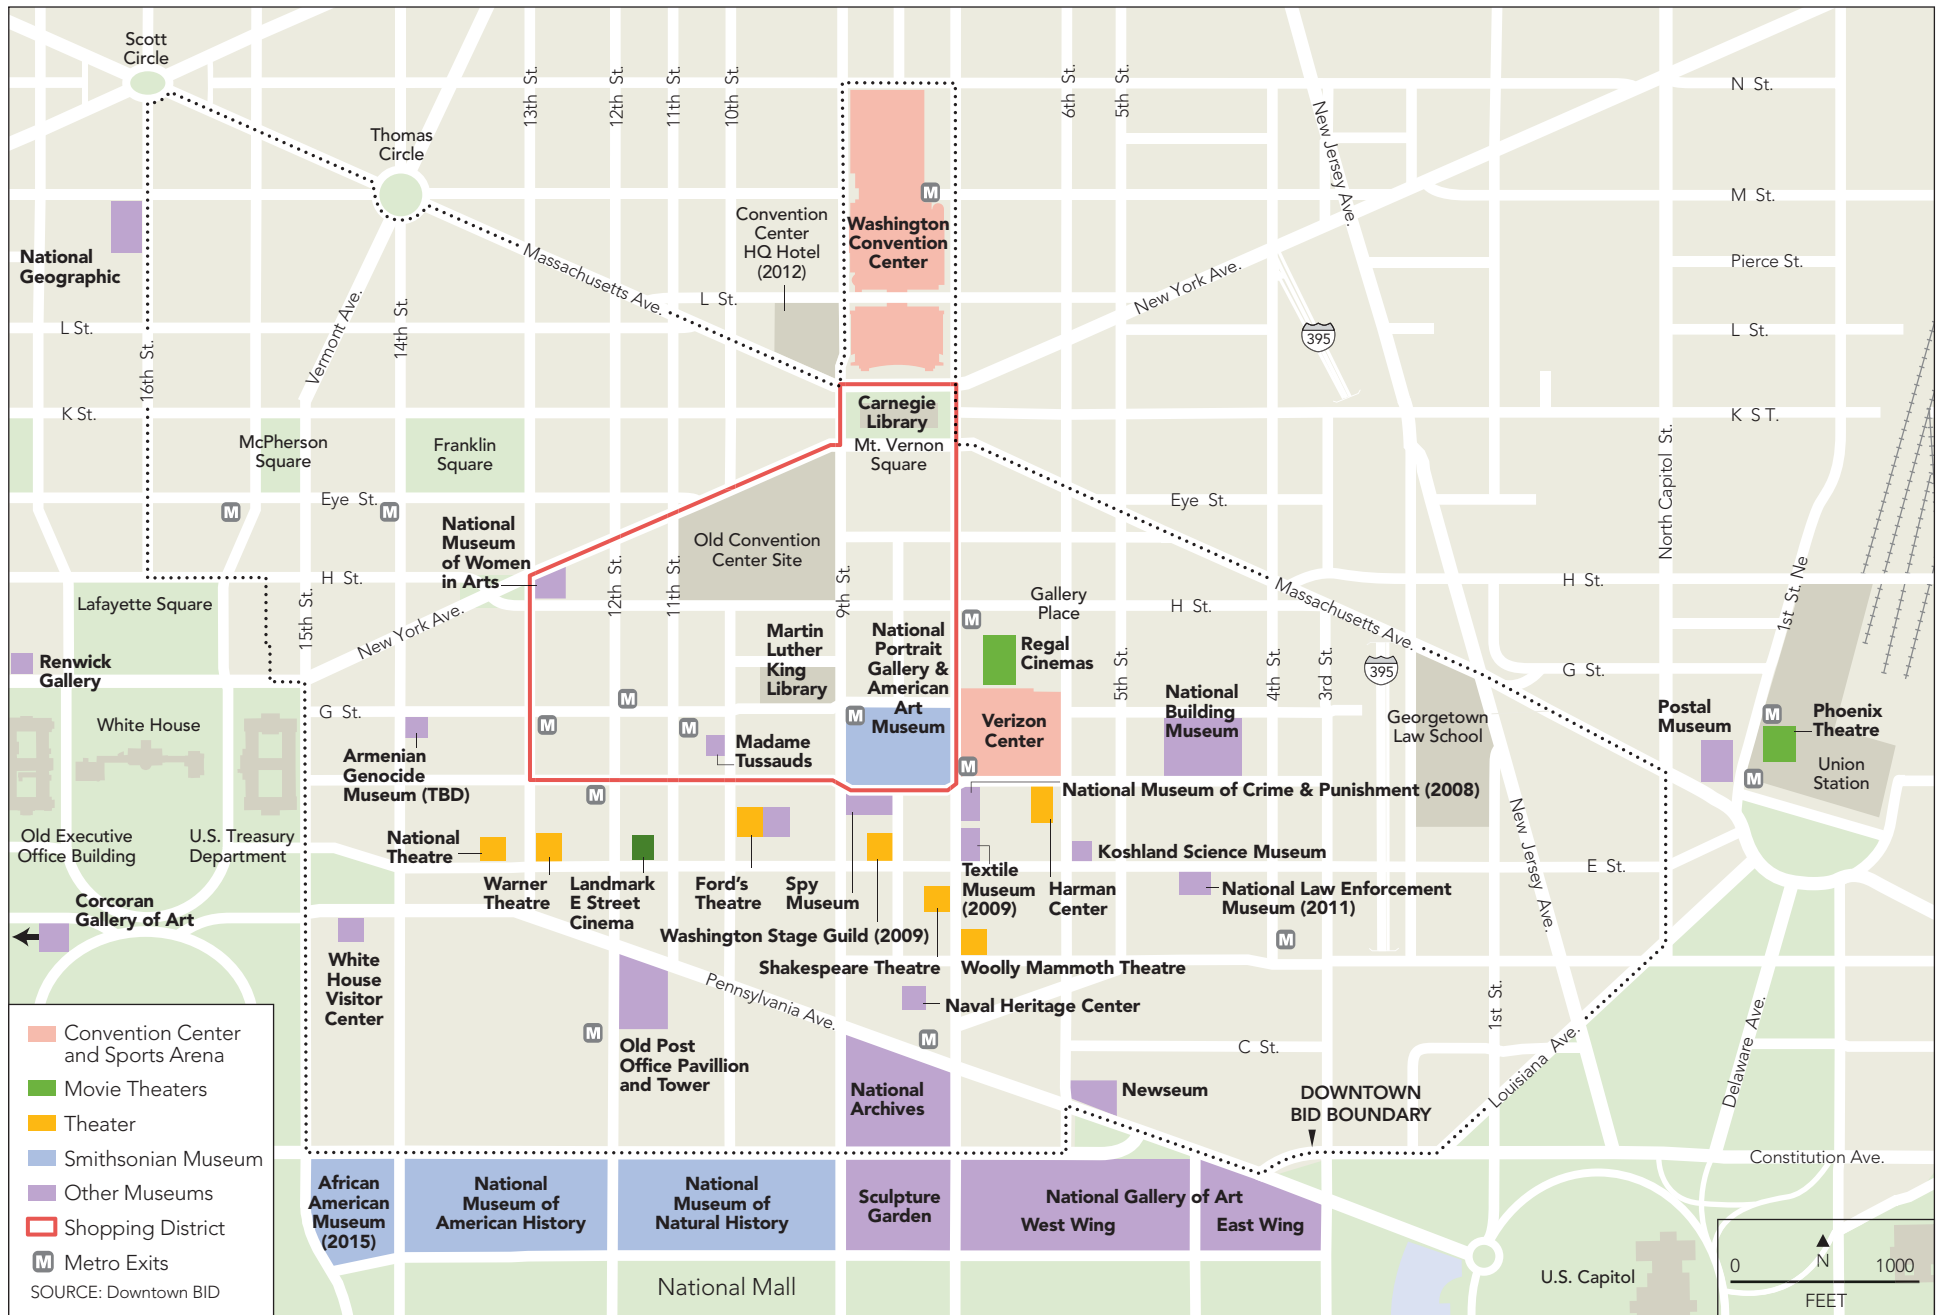 Scott
Circle
Thomas
Circle
13th St.
12th St.
11th St.
10th St.
6th St.
5th St.
New Jersey Ave.
N St.
M St.
Pierce St.
L St.
K ST.
National
Geographic
Convention
Center
HQ Hotel
(2012)
Washington
Convention
Center
M
Massachusetts Ave.
L St.
New York Ave.
395
L St.
16th St.
Vermont Ave.
14th St.
K St.
McPherson
Square
Franklin
Square
Carnegie
Library
Mt. Vernon
Square
North Capitol St.
M
M
Eye St.
Eye St.
National
Museum
of Women
in Arts
Old Convention
Center Site
H St.
12th St.
11th St.
9th St.
Lafayette Square
15th St.
New York Ave.
Gallery
Place
H St.
Massachusetts Ave.
H St.
1st St. Ne
Renwick
Gallery
Martin
Luther
King
Library
National
Portrait
Gallery &
American
Art
Museum
M
Regal
Cinemas
5th St.
4th St.
3rd St.
395
G St.
National
Building
Museum
Georgetown
Law School
White House
G St.
M
M
M
M
M
Verizon
Center
Postal
Museum
M
Phoenix
Theatre
M
Union
Station
Armenian
Genocide
Museum (TBD)
Madame
Tussauds
M
National Museum of Crime & Punishment (2008)
Old Executive
Office Building
U.S. Treasury
Department
National
Theatre
Warner
Theatre
Landmark
E Street
Cinema
Ford's
Theatre
Spy
Museum
Textile
Museum
(2009)
Harman
Center
Koshland Science Museum
National Law Enforcement
Museum (2011)
E St.
New Jersey Ave.
Corcoran
Gallery of Art
Washington Stage Guild (2009)
Shakespeare Theatre
Woolly Mammoth Theatre
M
White
House
Visitor
Center
Pennsylvania Ave.
Naval Heritage Center
1st St.
M
M
Old Post
Office Pavillion
and Tower
C St.
Louisiana Ave.
Delaware Ave.
National
Archives
Newseum
DOWNTOWN
BID BOUNDARY
Constitution Ave.
African
American
Museum
(2015)
National
Museum of
American History
National
Museum of
Natural History
Sculpture
Garden
National Gallery of Art
West Wing
East Wing
National Mall
U.S. Capitol
Convention Center
and Sports Arena
Movie Theaters
Theater
Smithsonian Museum
Other Museums
Shopping District
M Metro Exits
SOURCE: Downtown BID
N
0 1000
FEET